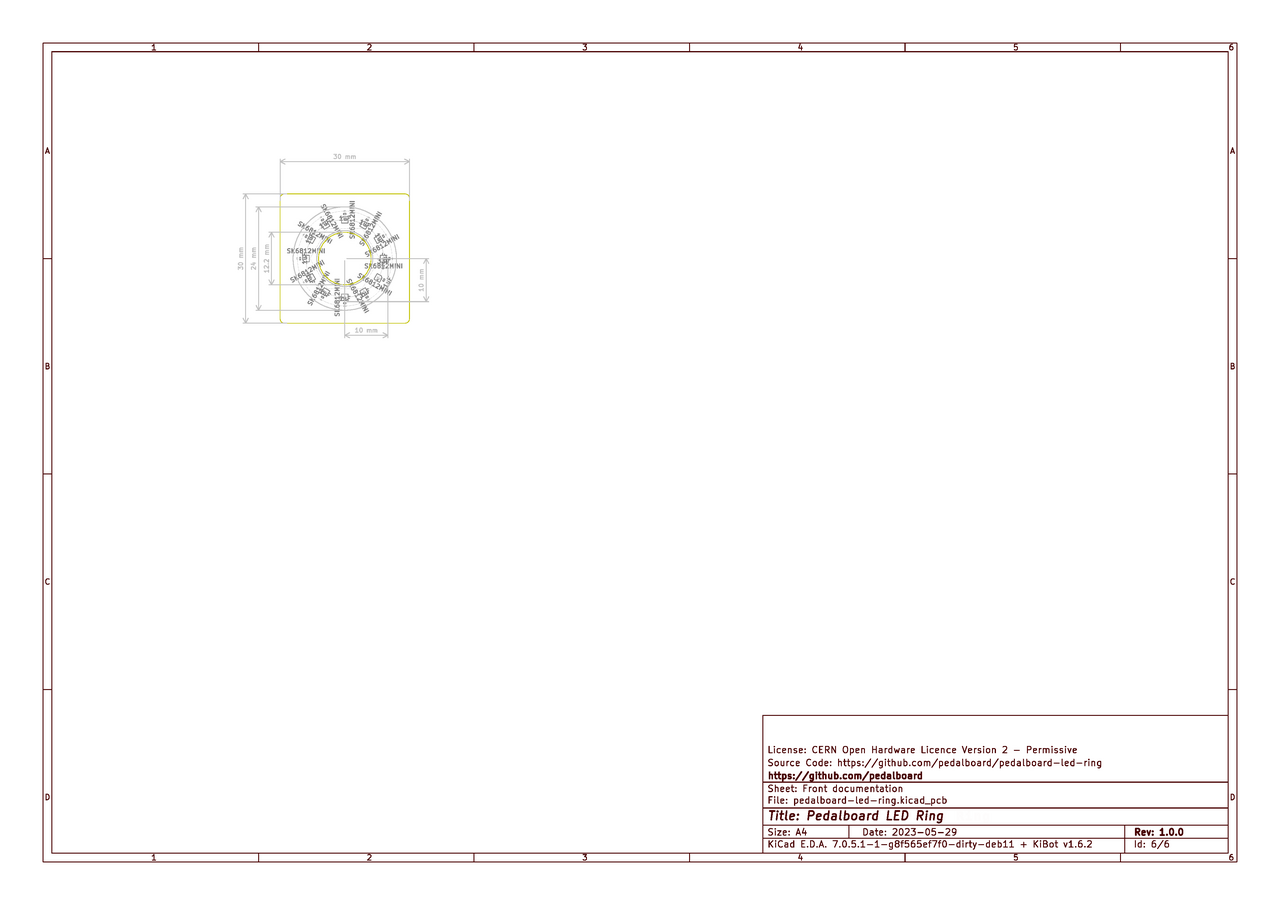 1 2 3 4 5 6
A A
30 mm
30 mm
24 mm
12.2 mm
SK6812MINI
SK6812MINI
SK6812MINI
SK6812MINI
SK6812MINI
SK6812MINI
SK6812MINI
SK6812MINI
SK6812MINI
SK6812MINI
SK6812MINI
SK6812MINI
10 mm
10 mm
B B
C C
License: CERN Open Hardware Licence Version 2 - Permissive
Source Code: https://github.com/pedalboard/pedalboard-led-ring
https://github.com/pedalboard
Sheet: Front documentation
D D
File: pedalboard-led-ring.kicad_pcb
Title: Pedalboard LED Ring
Size: A4 Date: 2023-05-29 Rev: 1.0.0
KiCad E.D.A. 7.0.5.1-1-g8f565ef7f0-dirty-deb11 + KiBot v1.6.2 Id: 6/6
1 2 3 4 5 6